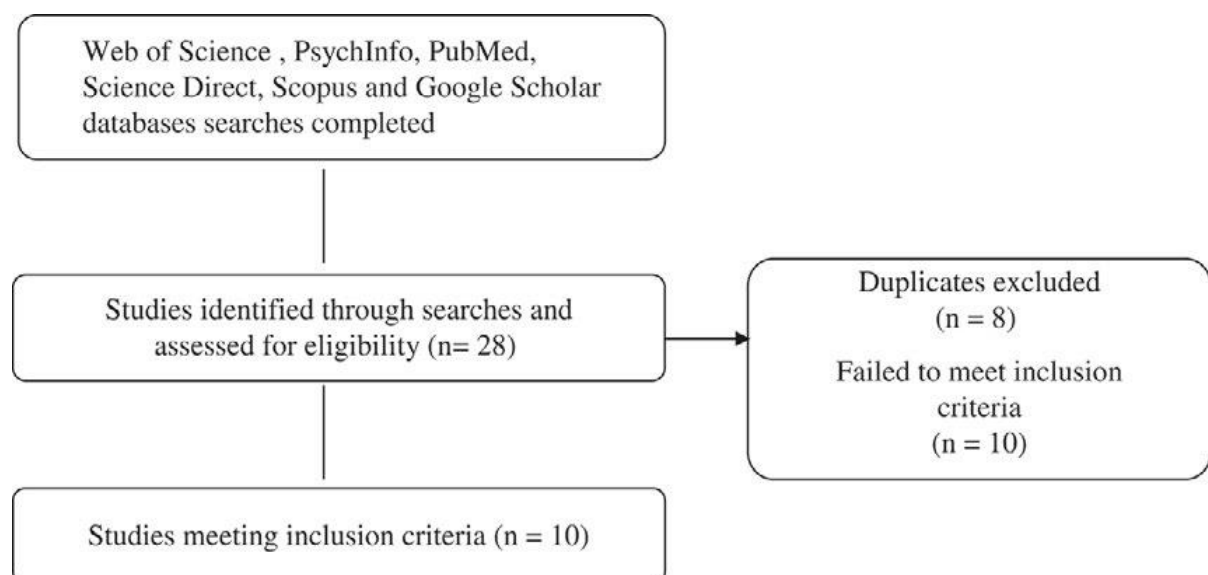 Web of Science , PsychInfo, PubMed,
Science Direct, Scopus and Google Scholar
databases searches completed
Studies identified through searches and
assessed for eligibility (n= 28)
Duplicates excluded
(n = 8)
Failed to meet inclusion
criteria
(n = 10)
Studies meeting inclusion criteria (n = 10)